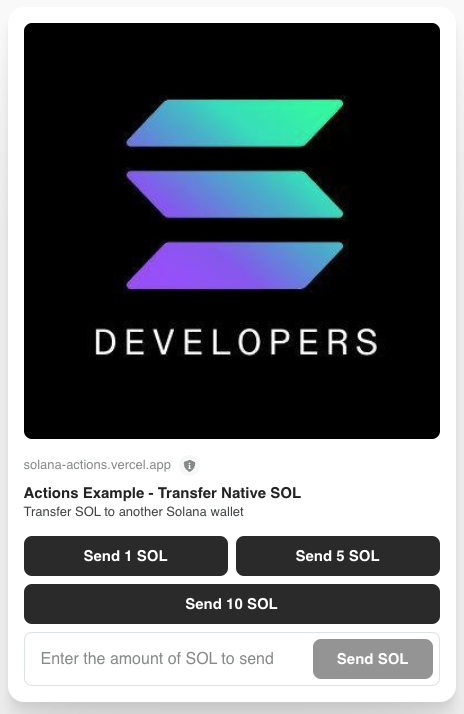 DEVELOPERS
solana-actions.vercel.app
Actions Example - Transfer Native SOL
Transfer SOL to another Solana wallet
Send 1 SOL
Send 5 SOL
Send 10 SOL
Enter the amount of SOL to send
Send SOL